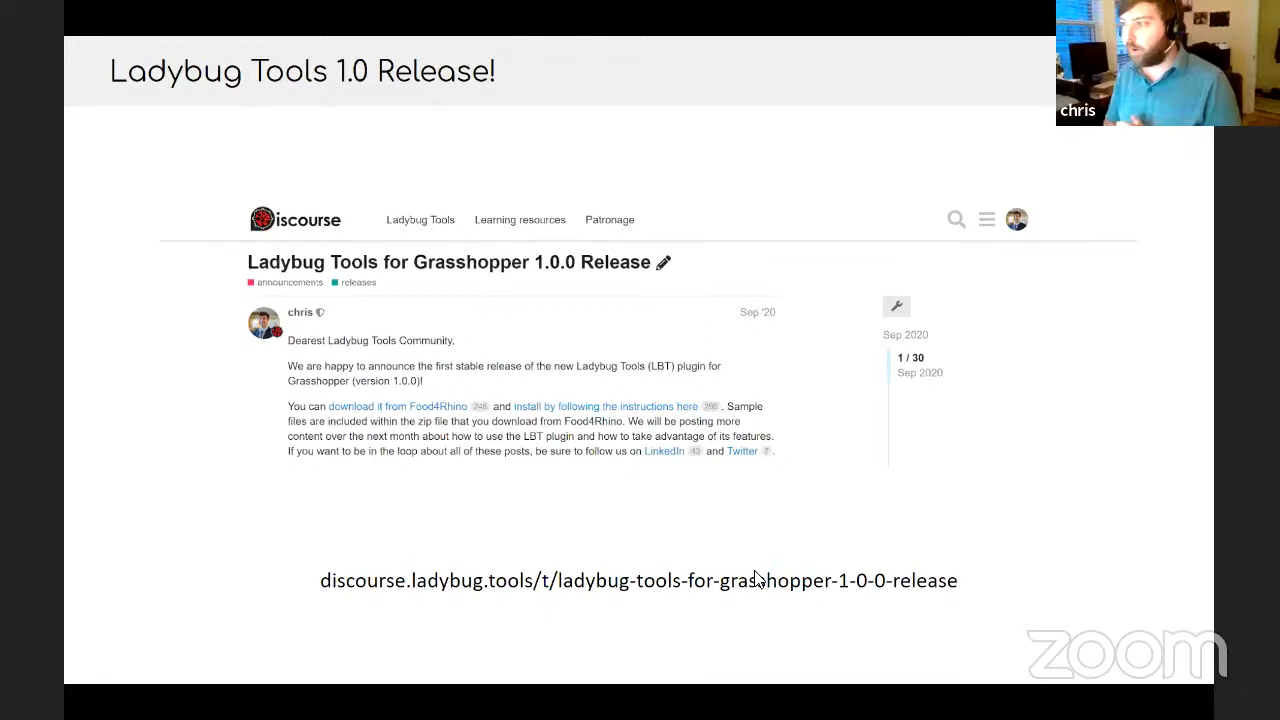 Ladybug Tools 1.0 Release!
chris
iscourse
Ladybug Tools Learning resources Patronage
Ladybug Tools for Grasshopper 1.0.0 Release
announcements releases
chris Sep '20
Dearest Ladybug Tools Community,
We are happy to announce the first stable release of the new Ladybug Tools (LBT) plugin for
Grasshopper (version 1.0.0)!
You can download it from Food4Rhino 248 and install by following the instructions here 290 . Sample
files are included within the zip file that you download from Food4Rhino. We will be posting more
content over the next month about how to use the LBT plugin and how to take advantage of its features.
If you want to be in the loop about all of these posts, be sure to follow us on LinkedIn 43 and Twitter 7 .
Sep 2020
1 / 30
Sep 2020
discourse.ladybug.tools/t/ladybug-tools-for-grasshopper-1-0-0-release
zoom